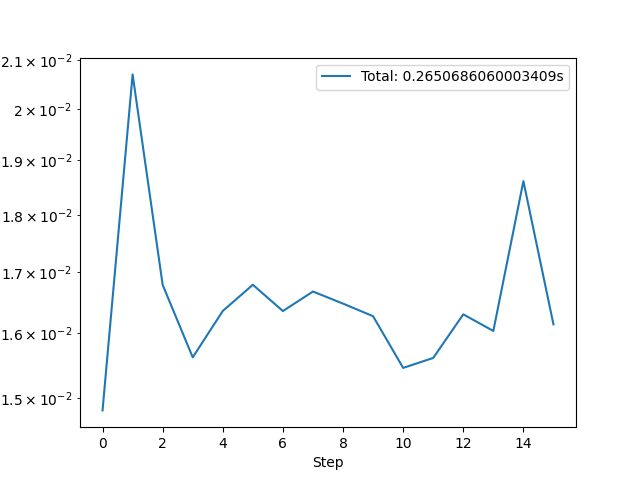 Total: 0.2650686060003409s
2.1 × 10⁻²
2 × 10⁻²
1.9 × 10⁻²
1.8 × 10⁻²
1.7 × 10⁻²
1.6 × 10⁻²
1.5 × 10⁻²
0 2 4 6 8 10 12 14
Step